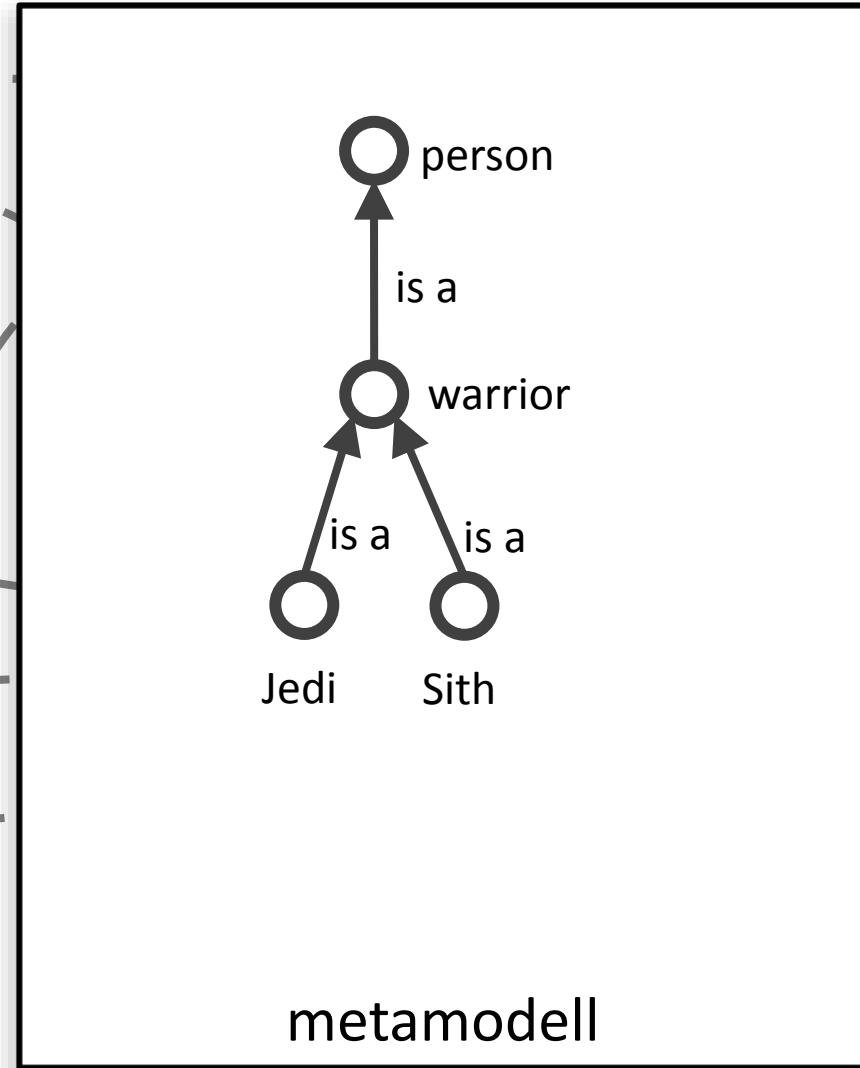 person
is a
warrior
is a
is a
Jedi
Sith
metamodell